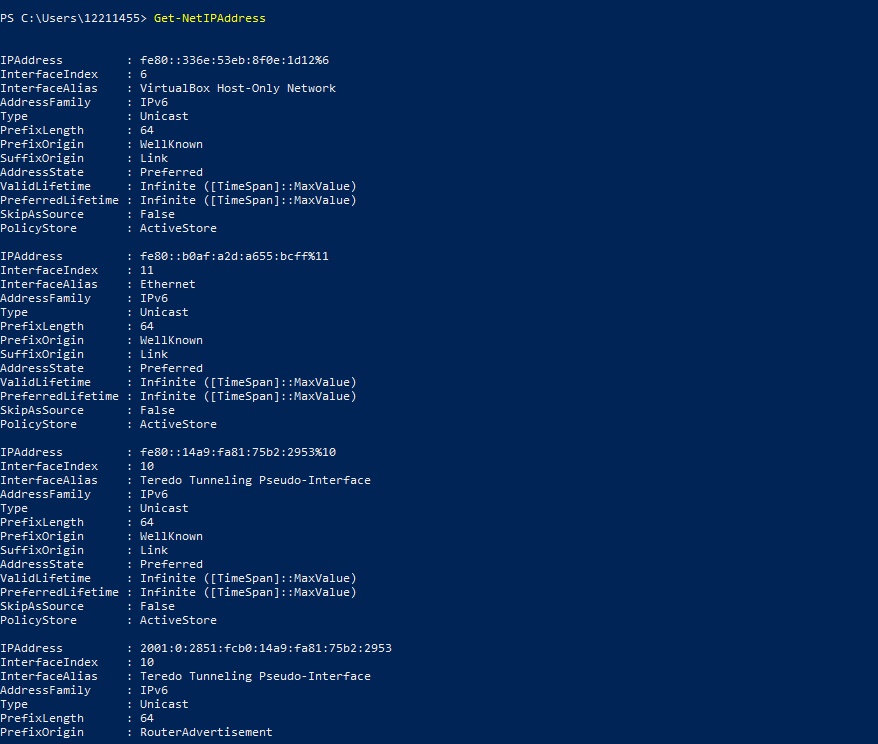 PS C:\Users\12211455> Get-NetIPAddress
IPAddress         : fe80::336e:53eb:8f0e:1d12%6
InterfaceIndex    : 6
InterfaceAlias    : VirtualBox Host-Only Network
AddressFamily     : IPv6
Type              : Unicast
PrefixLength      : 64
PrefixOrigin      : WellKnown
SuffixOrigin      : Link
AddressState      : Preferred
ValidLifetime     : Infinite ([TimeSpan]::MaxValue)
PreferredLifetime : Infinite ([TimeSpan]::MaxValue)
SkipAsSource      : False
PolicyStore       : ActiveStore
IPAddress         : fe80::b0af:a2d:a655:bcff%11
InterfaceIndex    : 11
InterfaceAlias    : Ethernet
AddressFamily     : IPv6
Type              : Unicast
PrefixLength      : 64
PrefixOrigin      : WellKnown
SuffixOrigin      : Link
AddressState      : Preferred
ValidLifetime     : Infinite ([TimeSpan]::MaxValue)
PreferredLifetime : Infinite ([TimeSpan]::MaxValue)
SkipAsSource      : False
PolicyStore       : ActiveStore
IPAddress         : fe80::14a9:fa81:75b2:2953%10
InterfaceIndex    : 10
InterfaceAlias    : Teredo Tunneling Pseudo-Interface
AddressFamily     : IPv6
Type              : Unicast
PrefixLength      : 64
PrefixOrigin      : WellKnown
SuffixOrigin      : Link
AddressState      : Preferred
ValidLifetime     : Infinite ([TimeSpan]::MaxValue)
PreferredLifetime : Infinite ([TimeSpan]::MaxValue)
SkipAsSource      : False
PolicyStore       : ActiveStore
IPAddress         : 2001:0:2851:fcb0:14a9:fa81:75b2:2953
InterfaceIndex    : 10
InterfaceAlias    : Teredo Tunneling Pseudo-Interface
AddressFamily     : IPv6
Type              : Unicast
PrefixLength      : 64
PrefixOrigin      : RouterAdvertisement